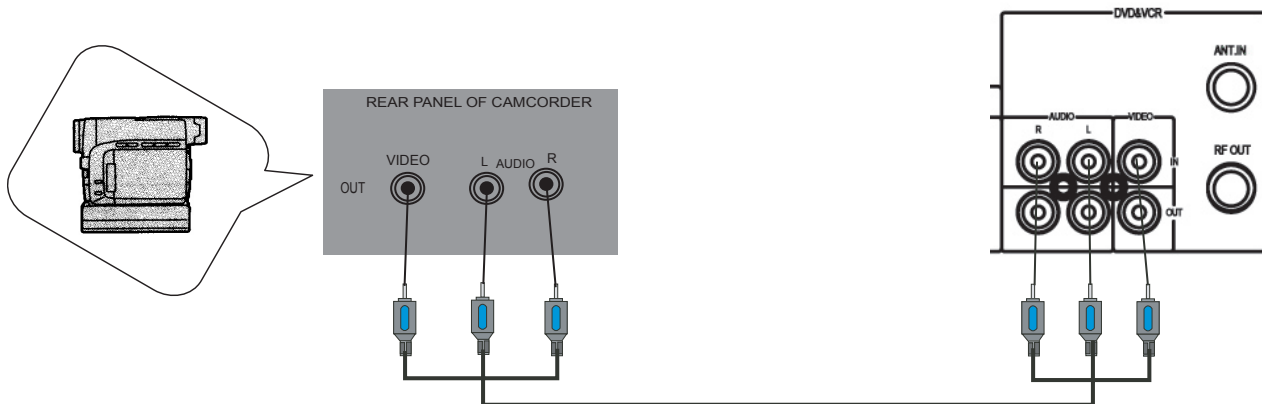 DVD&VCR
ANT.IN
REAR PANEL OF CAMCORDER
AUDIO VIDEO
R L
VIDEO L AUDIO R
IN
RF OUT
OUT
OUT